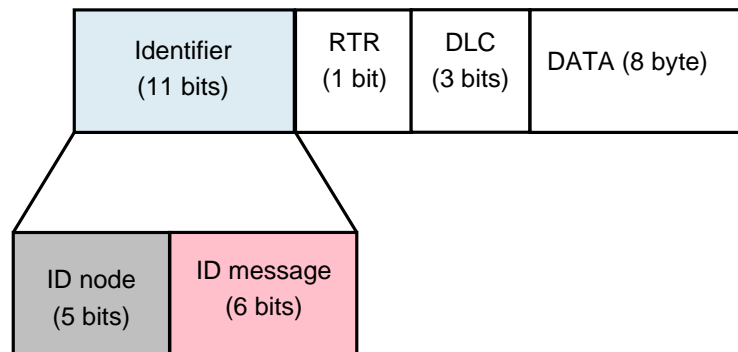 Identifier
(11 bits)
RTR
(1 bit)
DLC
(3 bits)
DATA (8 byte)
ID node
(5 bits)
ID message
(6 bits)